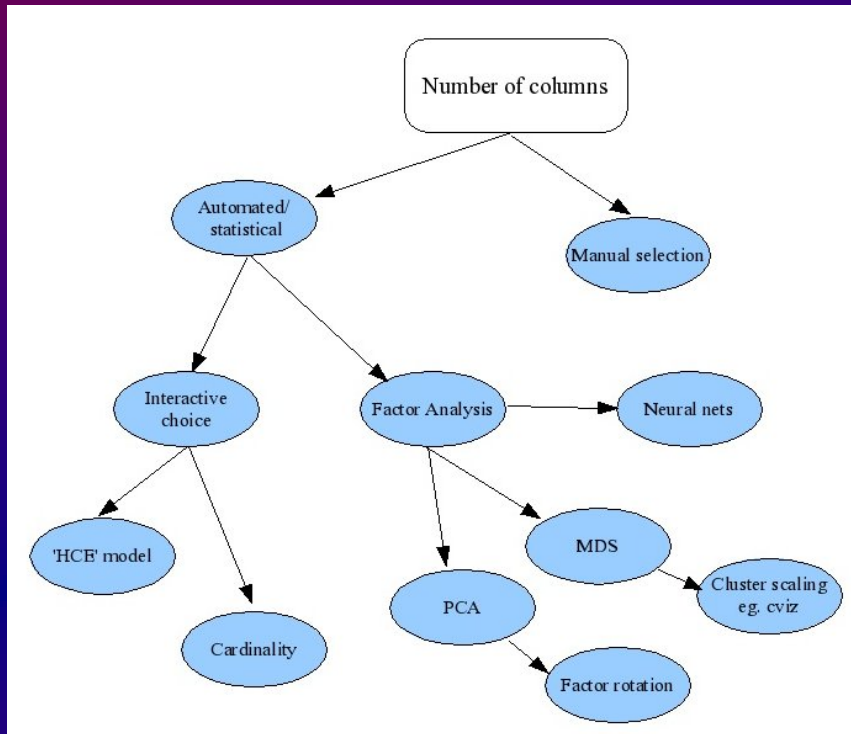 Number of columns
Automated/
statistical
Manual selection
Interactive
choice
Factor Analysis
Neural nets
'HCE' model
MDS
Cluster scaling
eg. cviz
PCA
Cardinality
Factor rotation